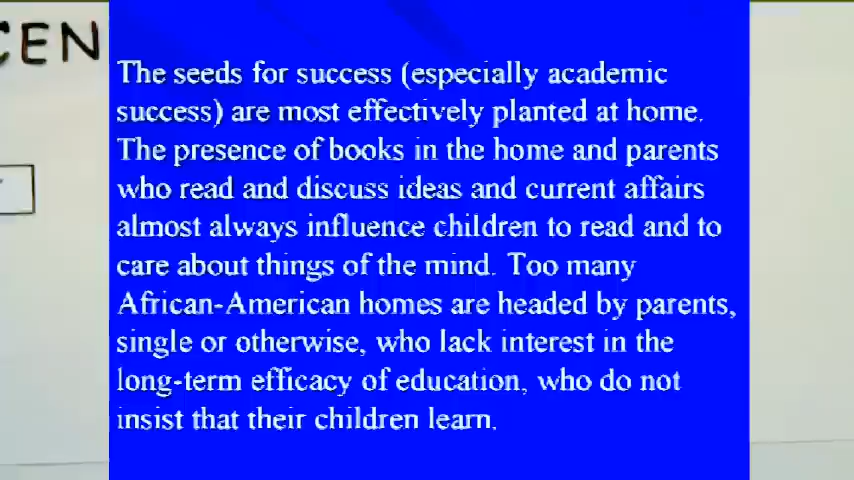 CEN
The seeds for success (especially academic
success) are most effectively planted at home.
The presence of books in the home and parents
who read and discuss ideas and current affairs
almost always influence children to read and to
care about things of the mind. Too many
African-American homes are headed by parents,
single or otherwise, who lack interest in the
long-term efficacy of education, who do not
insist that their children learn.